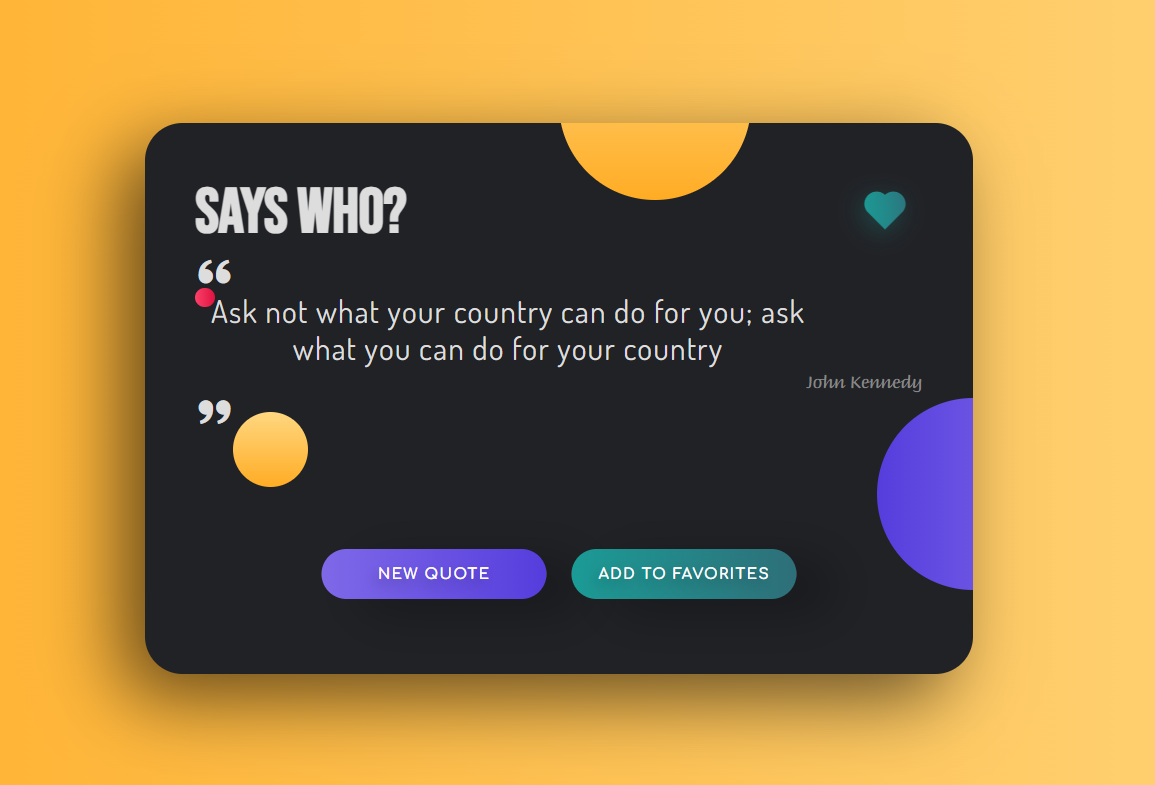 SAYS WHO?
“
Ask not what your country can do for you; ask
what you can do for your country
John Kennedy
”
NEW QUOTE
ADD TO FAVORITES